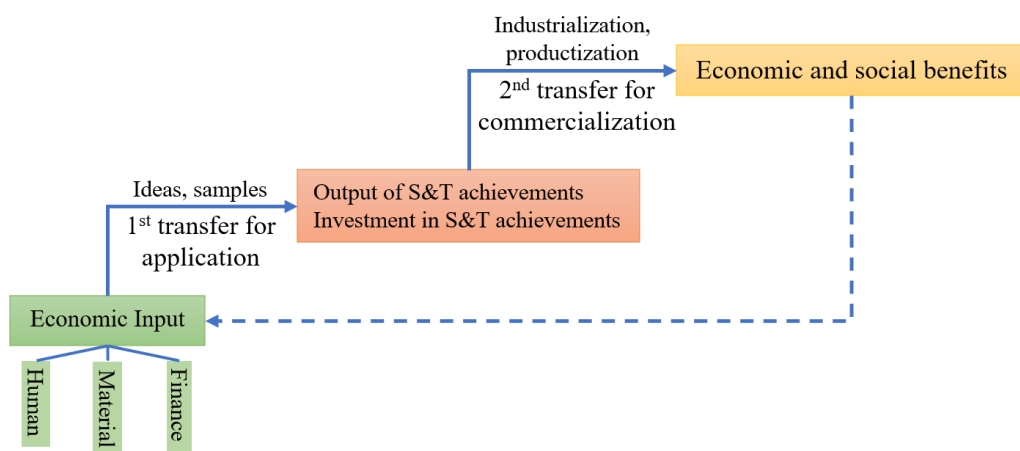 Industrialization,
productization
2nd transfer for
commercialization
Economic and social benefits
Ideas, samples
1st transfer for
application
Output of S&T achievements
Investment in S&T achievements
Economic Input
Human
Material
Finance